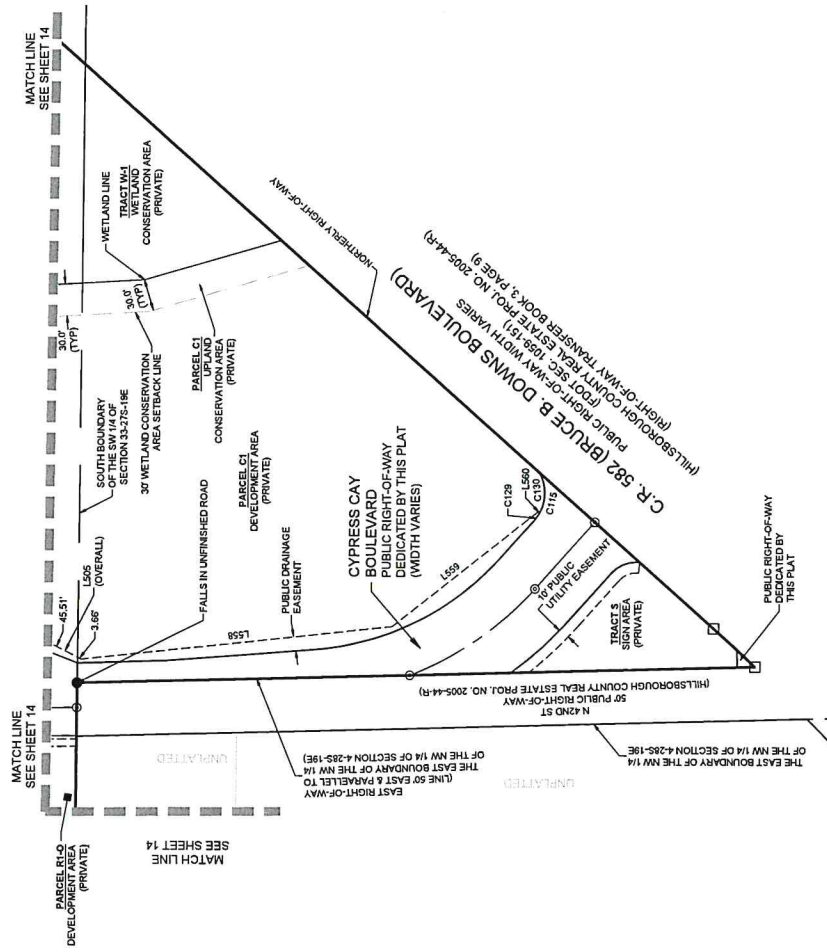 MATCH LINE
SEE SHEET 14
MATCH LINE
SEE SHEET 14
MATCH LINE
SEE SHEET 14
PARCEL R1-O
DEVELOPMENT AREA
(PRIVATE)
45.51'
L505
(OVERALL)
3.66'
SOUTH BOUNDARY
OF THE SW 1/4 OF
SECTION 33-27S-19E
30.0'
(TYP)
30.0'
(TYP)
WETLAND LINE
TRACT W-1
WETLAND
CONSERVATION AREA
(PRIVATE)
30' WETLAND CONSERVATION
AREA SETBACK LINE
PARCEL C1
UPLAND
CONSERVATION AREA
(PRIVATE)
PARCEL C1
DEVELOPMENT AREA
(PRIVATE)
FALLS IN UNFINISHED ROAD
PUBLIC DRAINAGE
EASEMENT
L558
L559
CYPRESS CAY
BOULEVARD
PUBLIC RIGHT-OF-WAY
DEDICATED BY THIS PLAT
(WIDTH VARIES)
C129
L560
C130
C115
NORTHERLY RIGHT-OF-WAY
C.R. 582 (BRUCE B. DOWNS BOULEVARD)
PUBLIC RIGHT-OF-WAY WIDTH VARIES
(FDOT SEC. 1059-151)
(HILLSBOROUGH COUNTY REAL ESTATE PROJ. NO. 2005-44-R)
(RIGHT-OF-WAY TRANSFER BOOK 3, PAGE 9)
10' PUBLIC
UTILITY EASEMENT
TRACT S
SIGN AREA
(PRIVATE)
PUBLIC RIGHT-OF-WAY
DEDICATED BY
THIS PLAT
N 42ND ST
50' PUBLIC RIGHT-OF-WAY
(HILLSBOROUGH COUNTY REAL ESTATE PROJ. NO. 2005-44-R)
EAST RIGHT-OF-WAY
(LINE 50' EAST & PARALLEL TO
THE EAST BOUNDARY OF THE NW 1/4
OF THE NW 1/4 OF SECTION 4-28S-19E)
THE EAST BOUNDARY OF THE NW 1/4
OF THE NW 1/4 OF SECTION 4-28S-19E
UNPLATTED
UNPLATTED